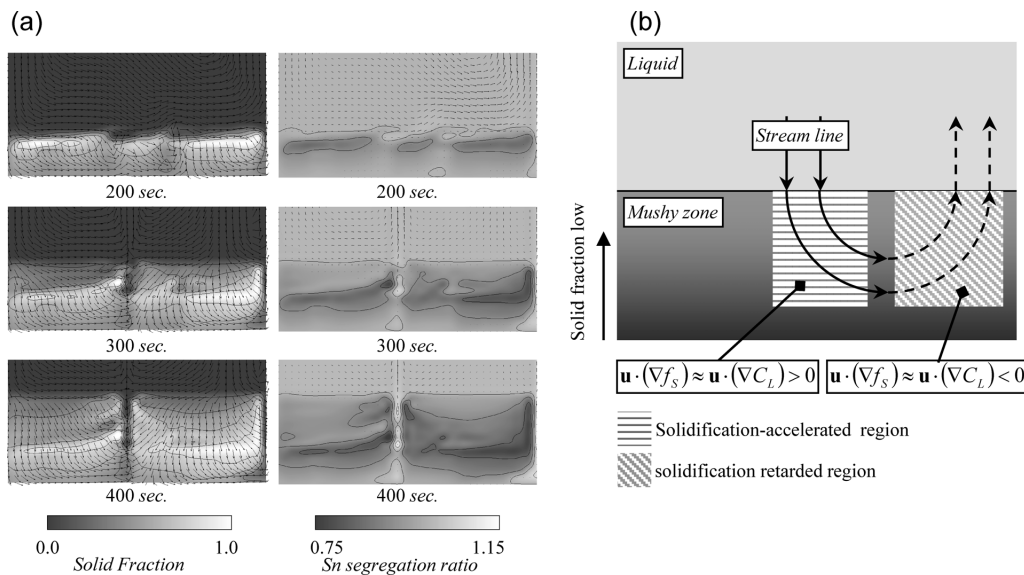 (a)
200 sec.
200 sec.
300 sec.
300 sec.
400 sec.
400 sec.
0.0
1.0
Solid Fraction
0.75
1.15
Sn segregation ratio
(b)
Liquid
Stream line
Mushy zone
Solid fraction low
u·(∇f_S)≈u·(∇C_L)>0
u·(∇f_S)≈u·(∇C_L)<0
Solidification-accelerated region
solidification retarded region